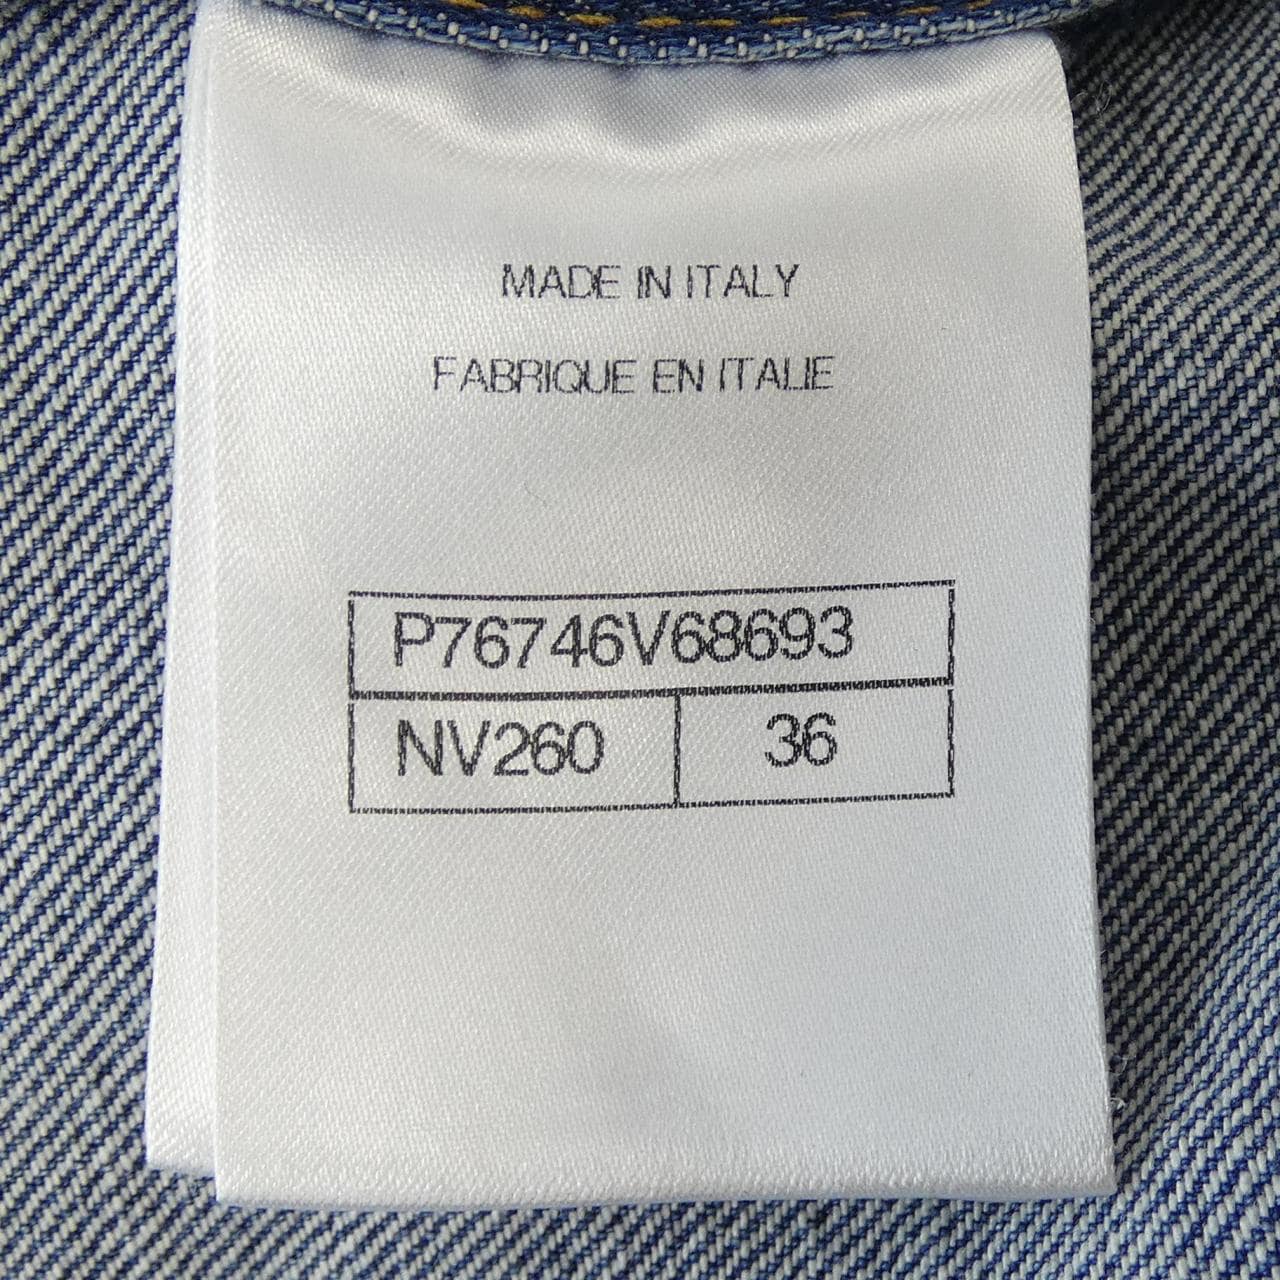 MADE IN ITALY
FABRIQUE EN ITALIE
P76746V68693
NV260 36